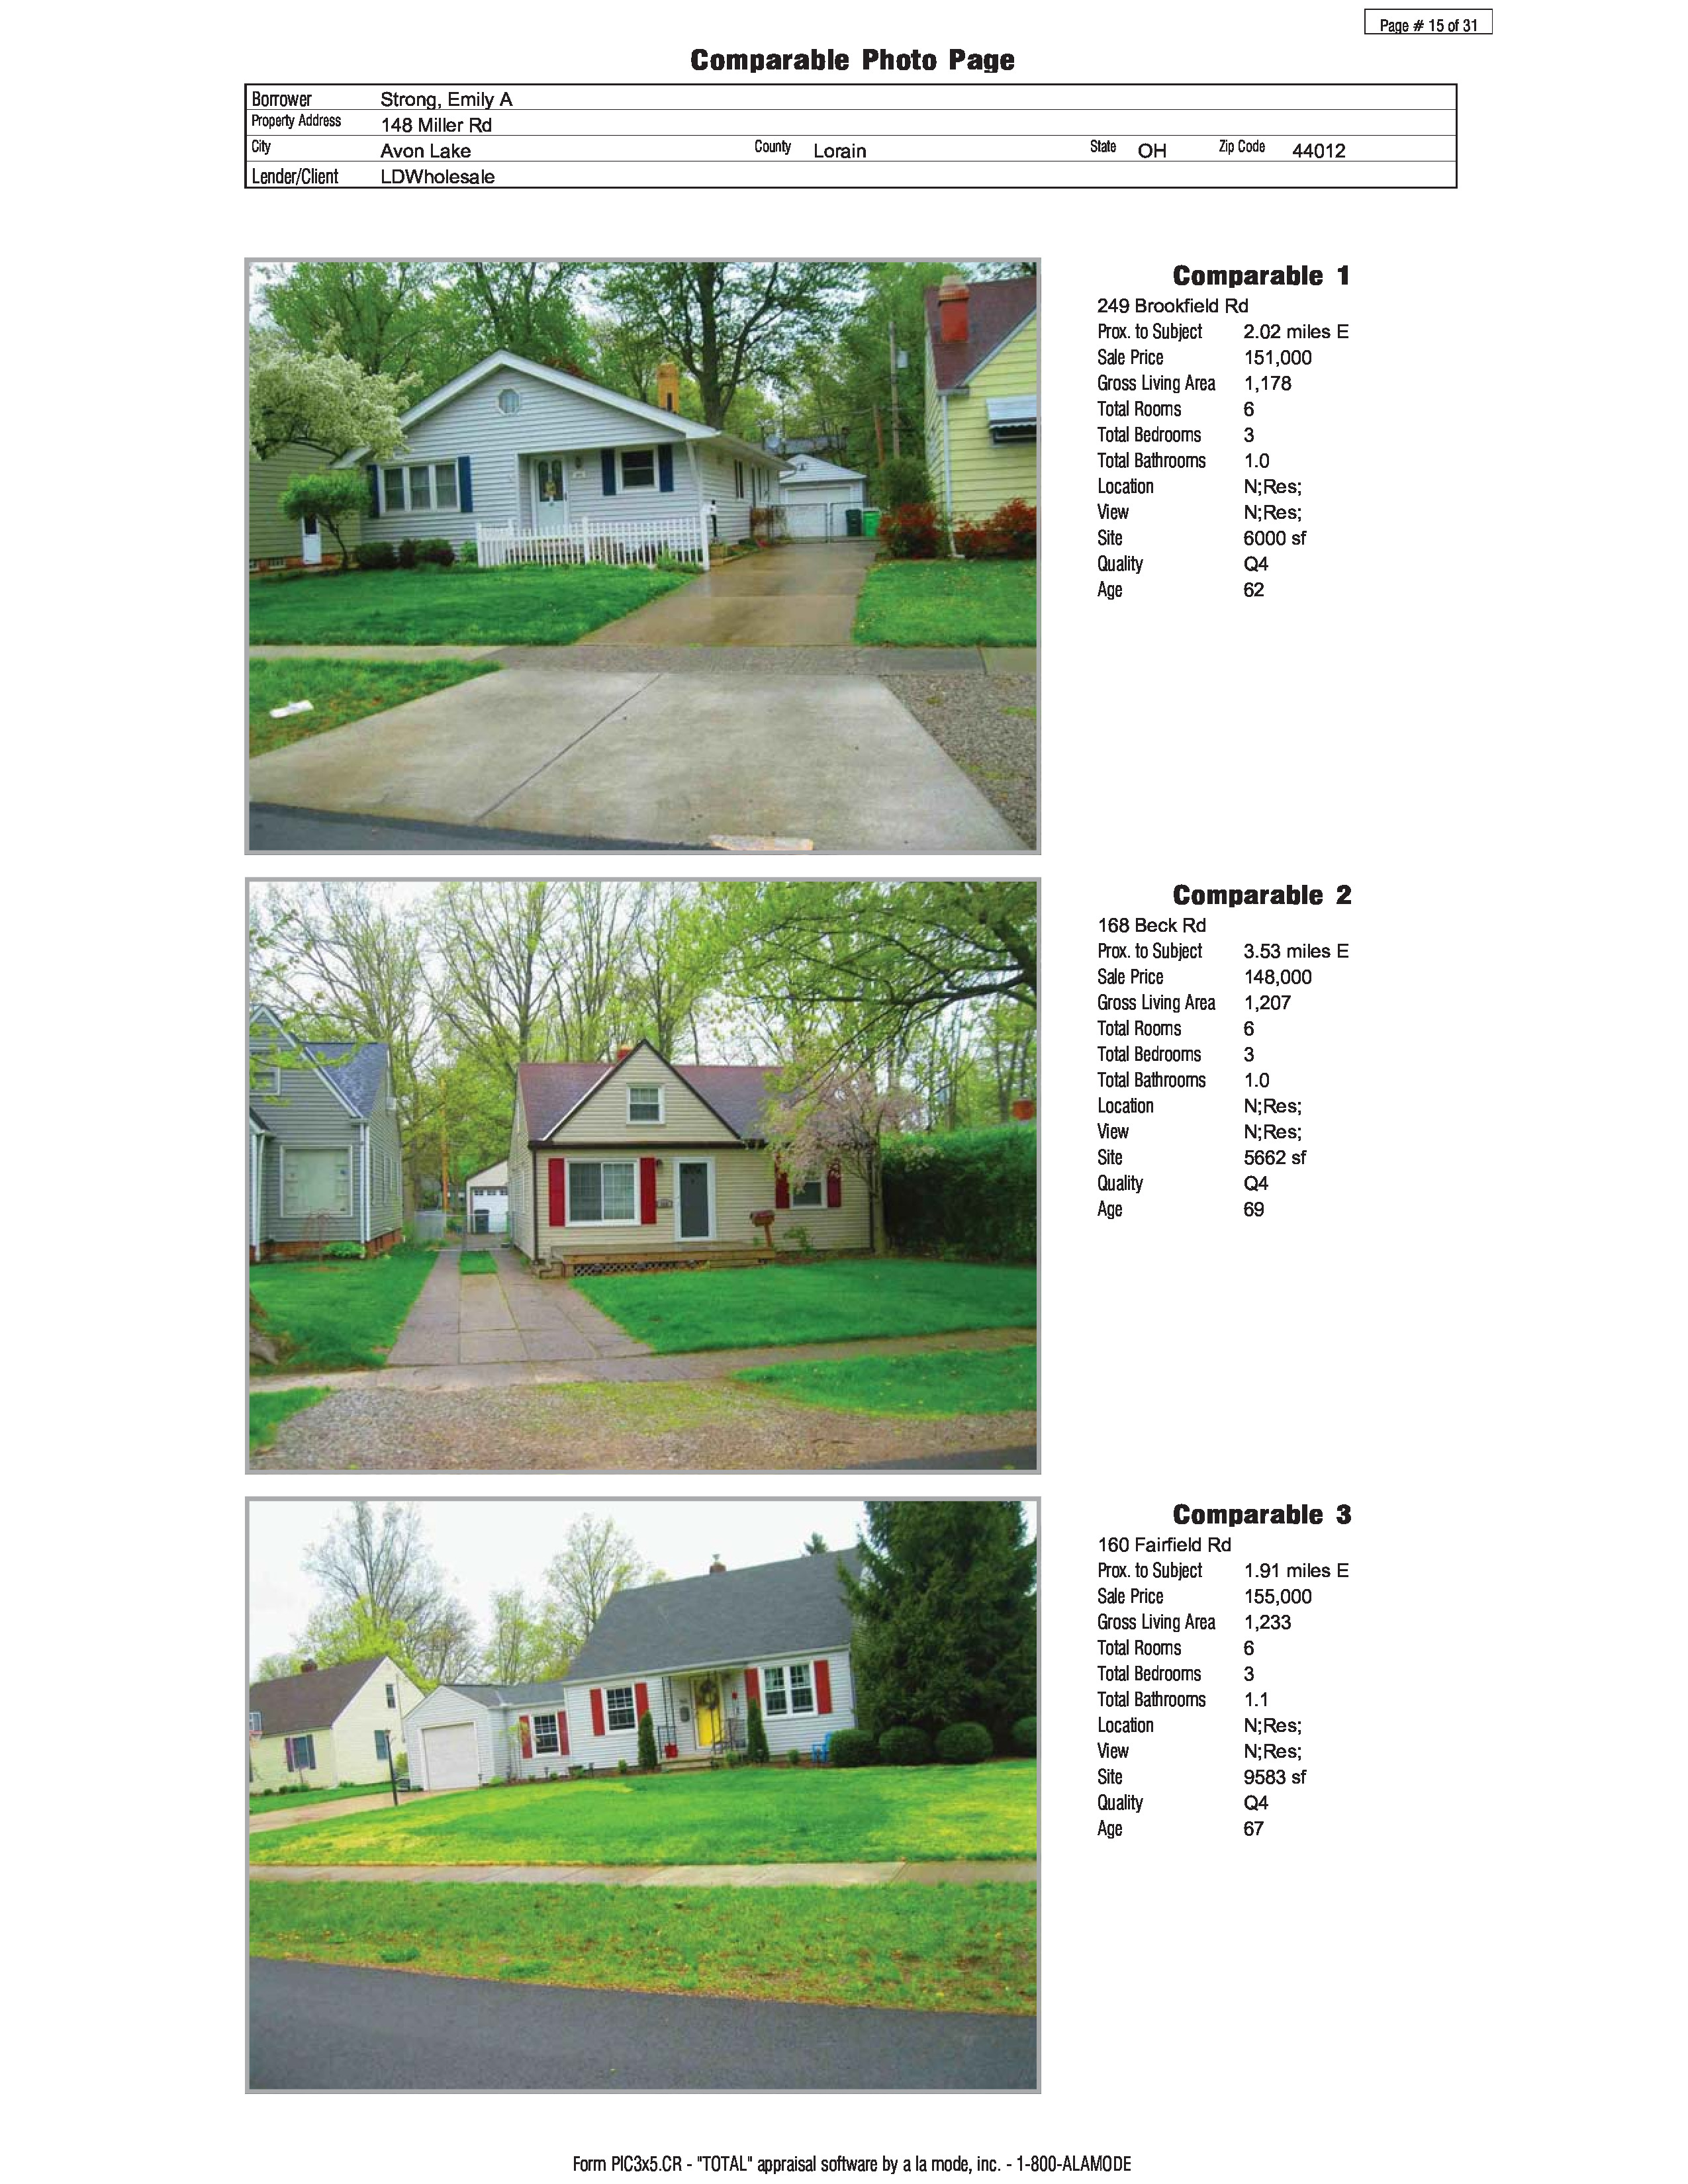 Page # 15 of 31
Comparable Photo Page
Borrower Strong, Emily A
Property Address 148 Miller Rd
City Avon Lake County Lorain State OH Zip Code 44012
Lender/Client LDWholesale
Comparable 1
249 Brookfield Rd
Prox. to Subject 2.02 miles E
Sale Price 151,000
Gross Living Area 1,178
Total Rooms 6
Total Bedrooms 3
Total Bathrooms 1.0
Location N;Res;
View N;Res;
Site 6000 sf
Quality Q4
Age 62
Comparable 2
168 Beck Rd
Prox. to Subject 3.53 miles E
Sale Price 148,000
Gross Living Area 1,207
Total Rooms 6
Total Bedrooms 3
Total Bathrooms 1.0
Location N;Res;
View N;Res;
Site 5662 sf
Quality Q4
Age 69
Comparable 3
160 Fairfield Rd
Prox. to Subject 1.91 miles E
Sale Price 155,000
Gross Living Area 1,233
Total Rooms 6
Total Bedrooms 3
Total Bathrooms 1.1
Location N;Res;
View N;Res;
Site 9583 sf
Quality Q4
Age 67
Form PIC3x5.CR - "TOTAL" appraisal software by a la mode, inc. - 1-800-ALAMODE